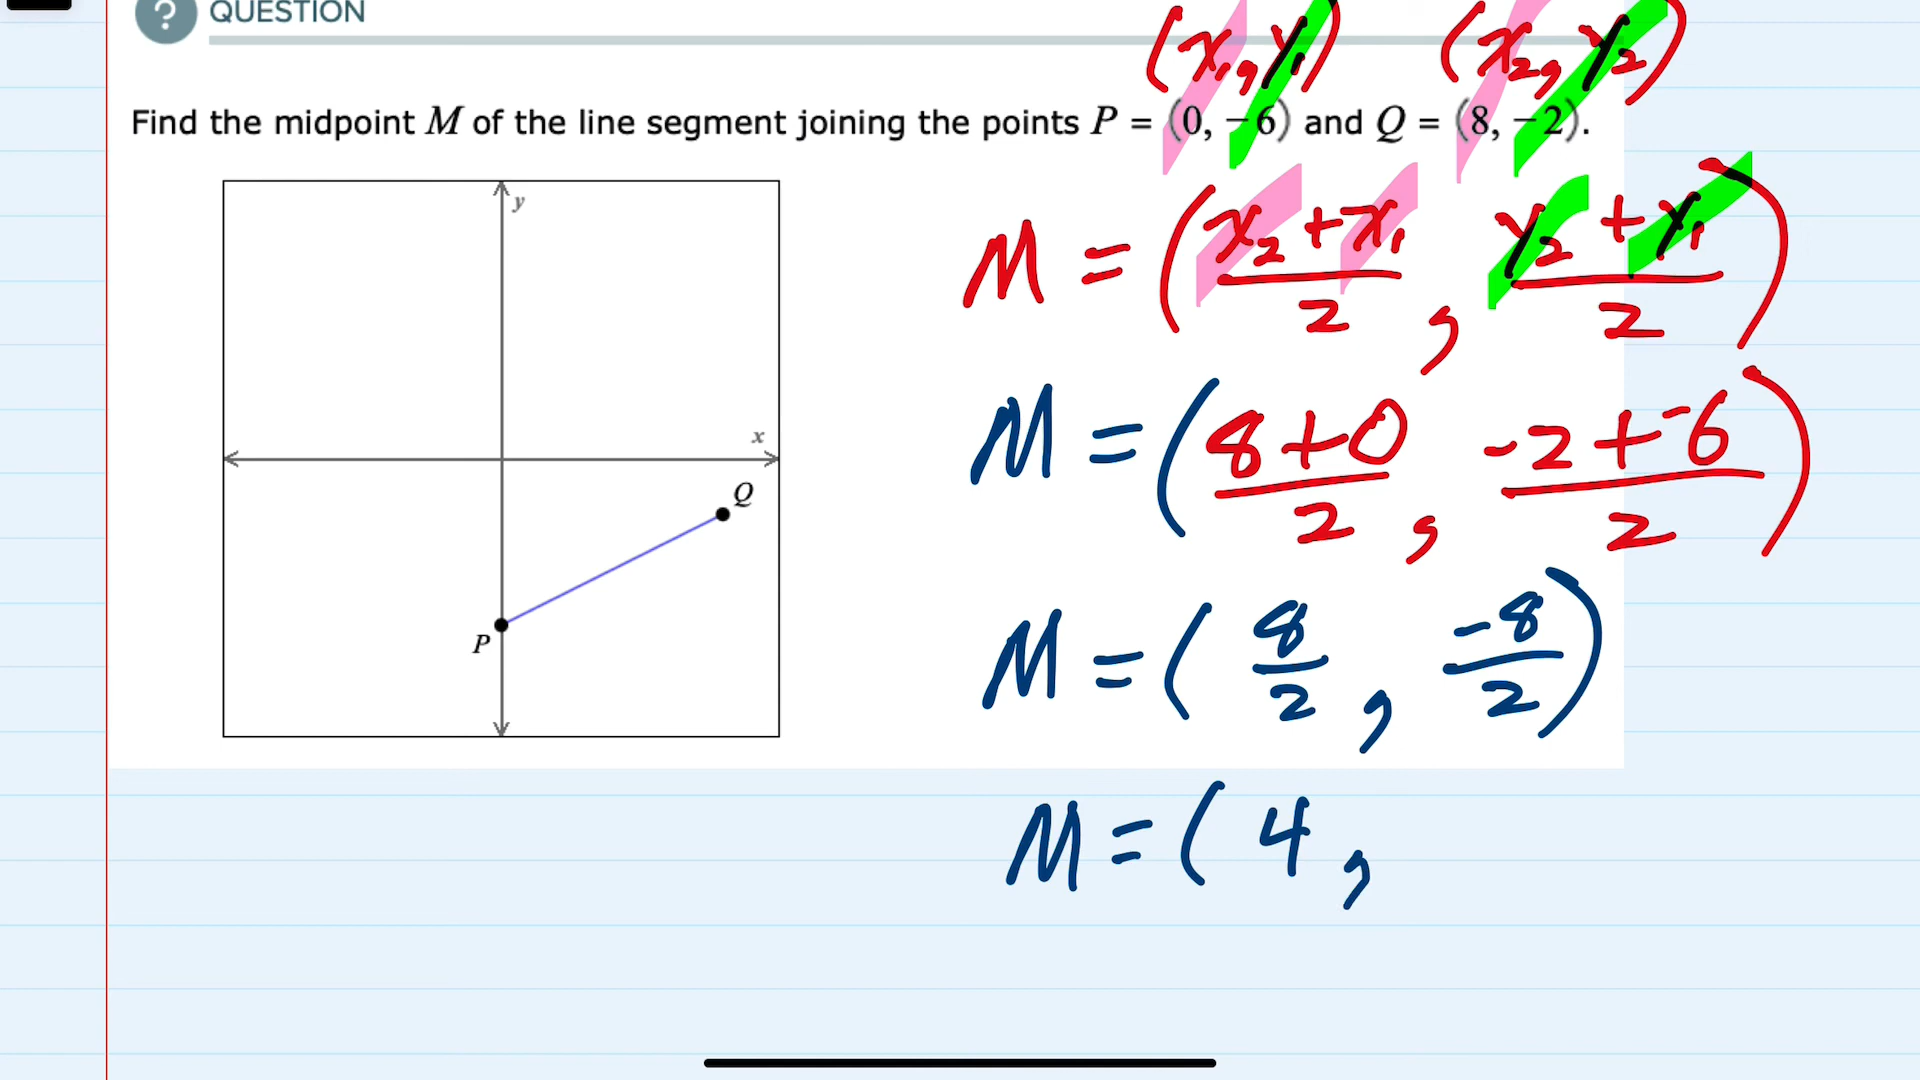 ? QUESTION
(x₁, y₁) (x₂, y₂)
Find the midpoint M of the line segment joining the points P = (0, −6) and Q = (8, −2).
y
x
Q
P
M = (x₂ + x₁ / 2, y₂ + y₁ / 2)
M = (8 + 0 / 2, -2 + -6 / 2)
M = (8 / 2, -8 / 2)
M = (4,